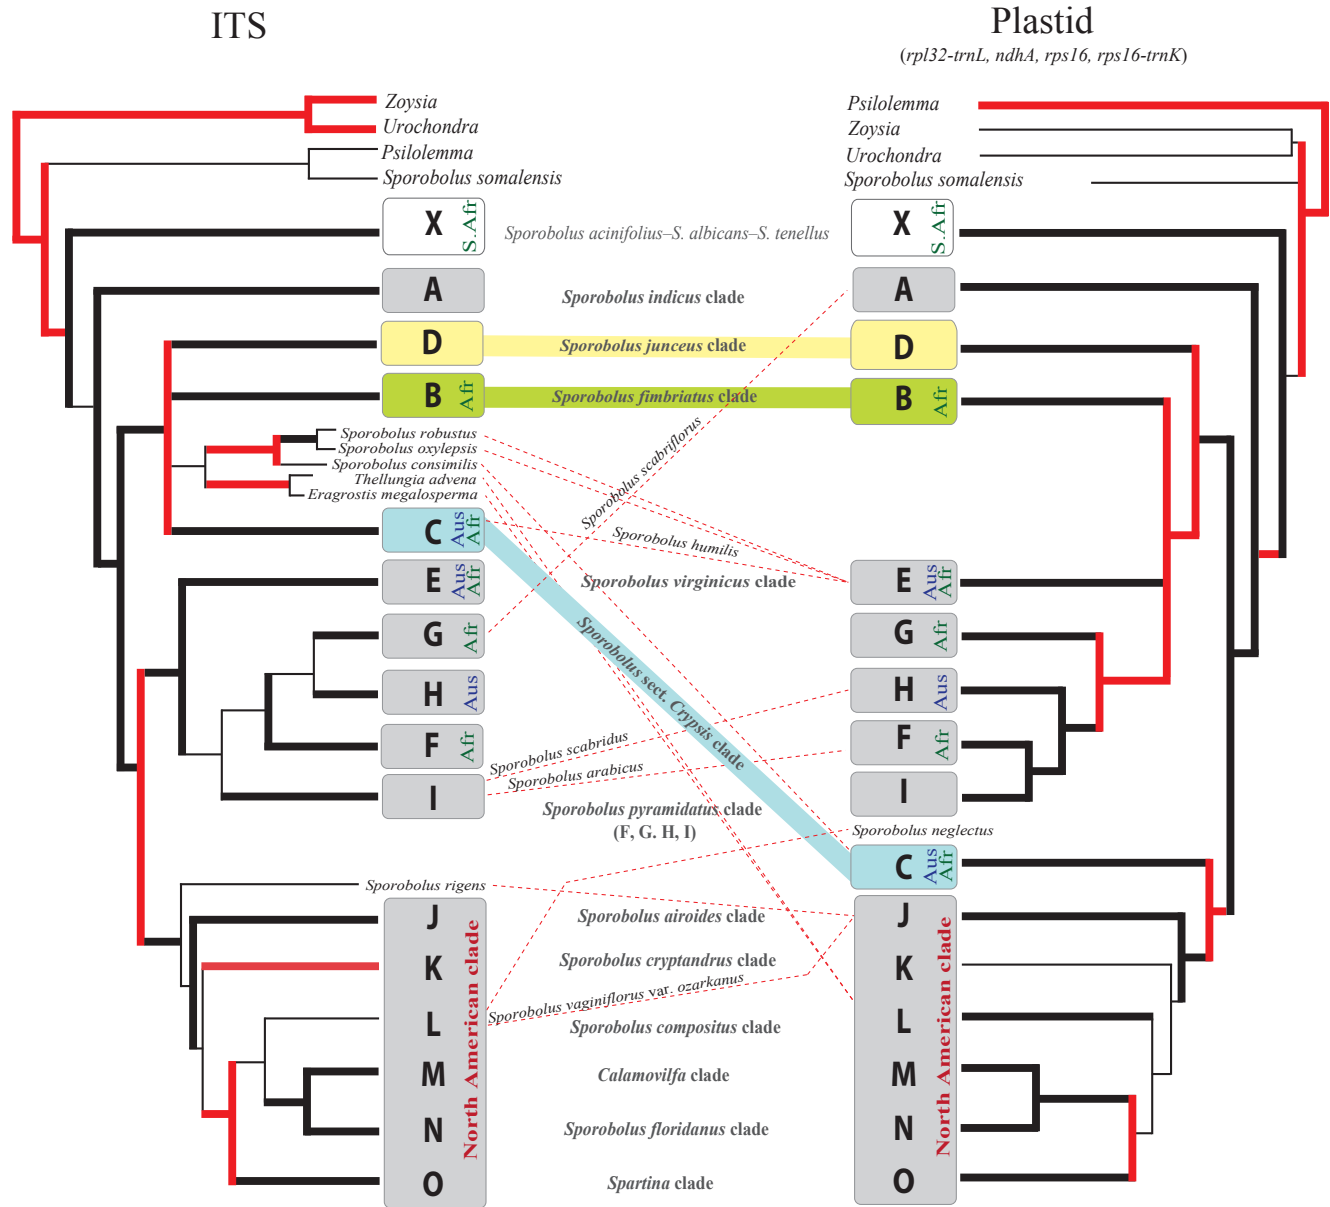 ITS
Plastid
(rpl32-trnL, ndhA, rps16, rps16-trnK)
Zoysia
Urochondra
Psilolemma
Sporobolus somalensis
Psilolemma
Zoysia
Urochondra
Sporobolus somalensis
X S.Afr
Sporobolus acinifolius–S. albicans–S. tenellus
X S.Afr
A
Sporobolus indicus clade
A
D
Sporobolus junceus clade
D
B Afr
Sporobolus fimbriatus clade
B Afr
Sporobolus robustus
Sporobolus oxylepsis
Sporobolus consimilis
Thellungia advena
Eragrostis megalosperma
Sporobolus scabriflorus
C Aus Afr
Sporobolus humilis
E Aus Afr
Sporobolus virginicus clade
E Aus Afr
G Afr
Sporobolus sect. Crypsis clade
G Afr
H Aus
H Aus
F Afr
Sporobolus scabridus
F Afr
I
Sporobolus arabicus
I
Sporobolus pyramidatus clade
(F, G. H, I)
Sporobolus neglectus
C Aus Afr
Sporobolus rigens
J
Sporobolus airoides clade
J
K
Sporobolus cryptandrus clade
K
Sporobolus vaginiflorus var. ozarkanus
L
Sporobolus compositus clade
L
M
Calamovilfa clade
M
N
Sporobolus floridanus clade
N
O
Spartina clade
O
North American clade
North American clade